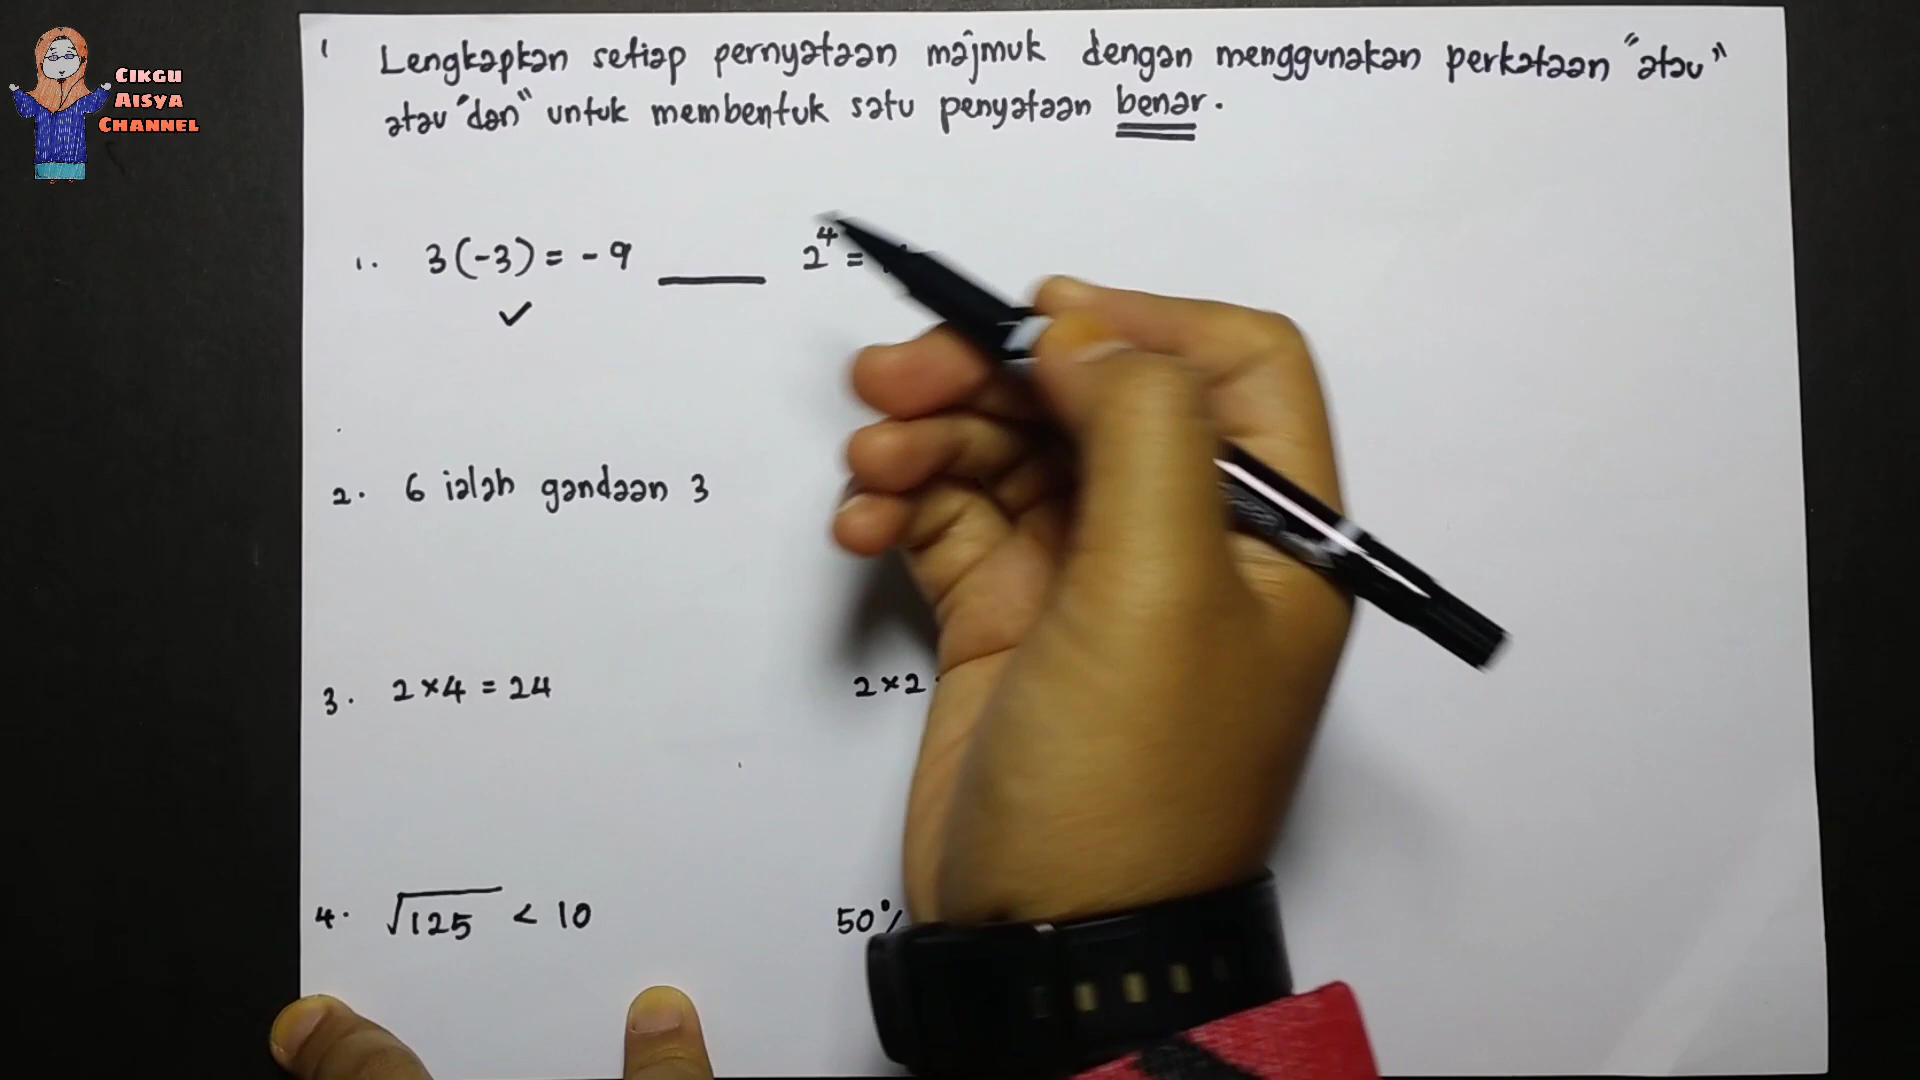 CIKGU
AISYA
CHANNEL
1 Lengkapkan setiap pernyataan majmuk dengan menggunakan perkataan "atau"
atau "dan" untuk membentuk satu penyataan benar.
1. 3(-3) = -9 ____ 2⁴ =
✓
2. 6 ialah gandaan 3
3. 2×4 = 24 2×2
4. √125 < 10 50%